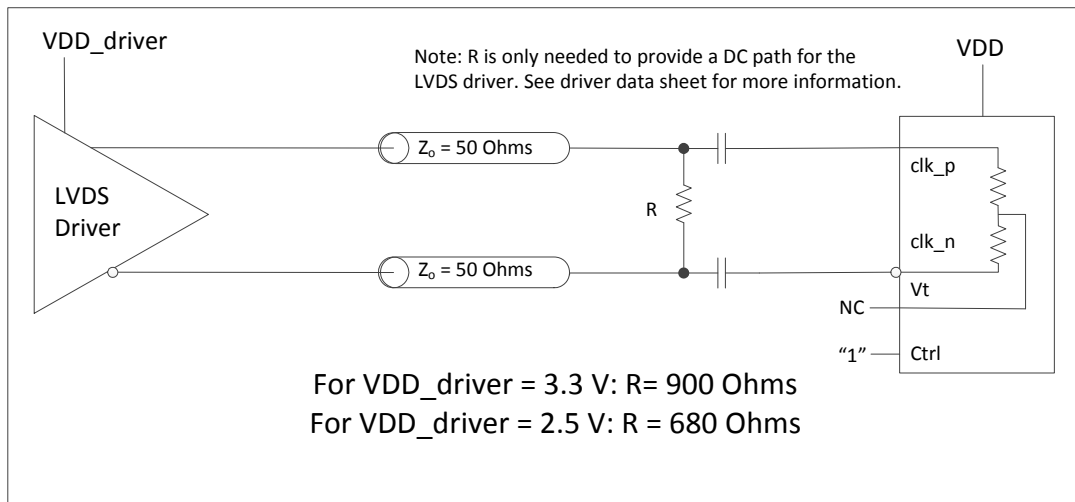 VDD_driver
Note: R is only needed to provide a DC path for the
LVDS driver. See driver data sheet for more information.
VDD
Zo = 50 Ohms
clk_p
LVDS
Driver
R
clk_n
Zo = 50 Ohms
Vt
NC
“1”
Ctrl
For VDD_driver = 3.3 V: R= 900 Ohms
For VDD_driver = 2.5 V: R = 680 Ohms